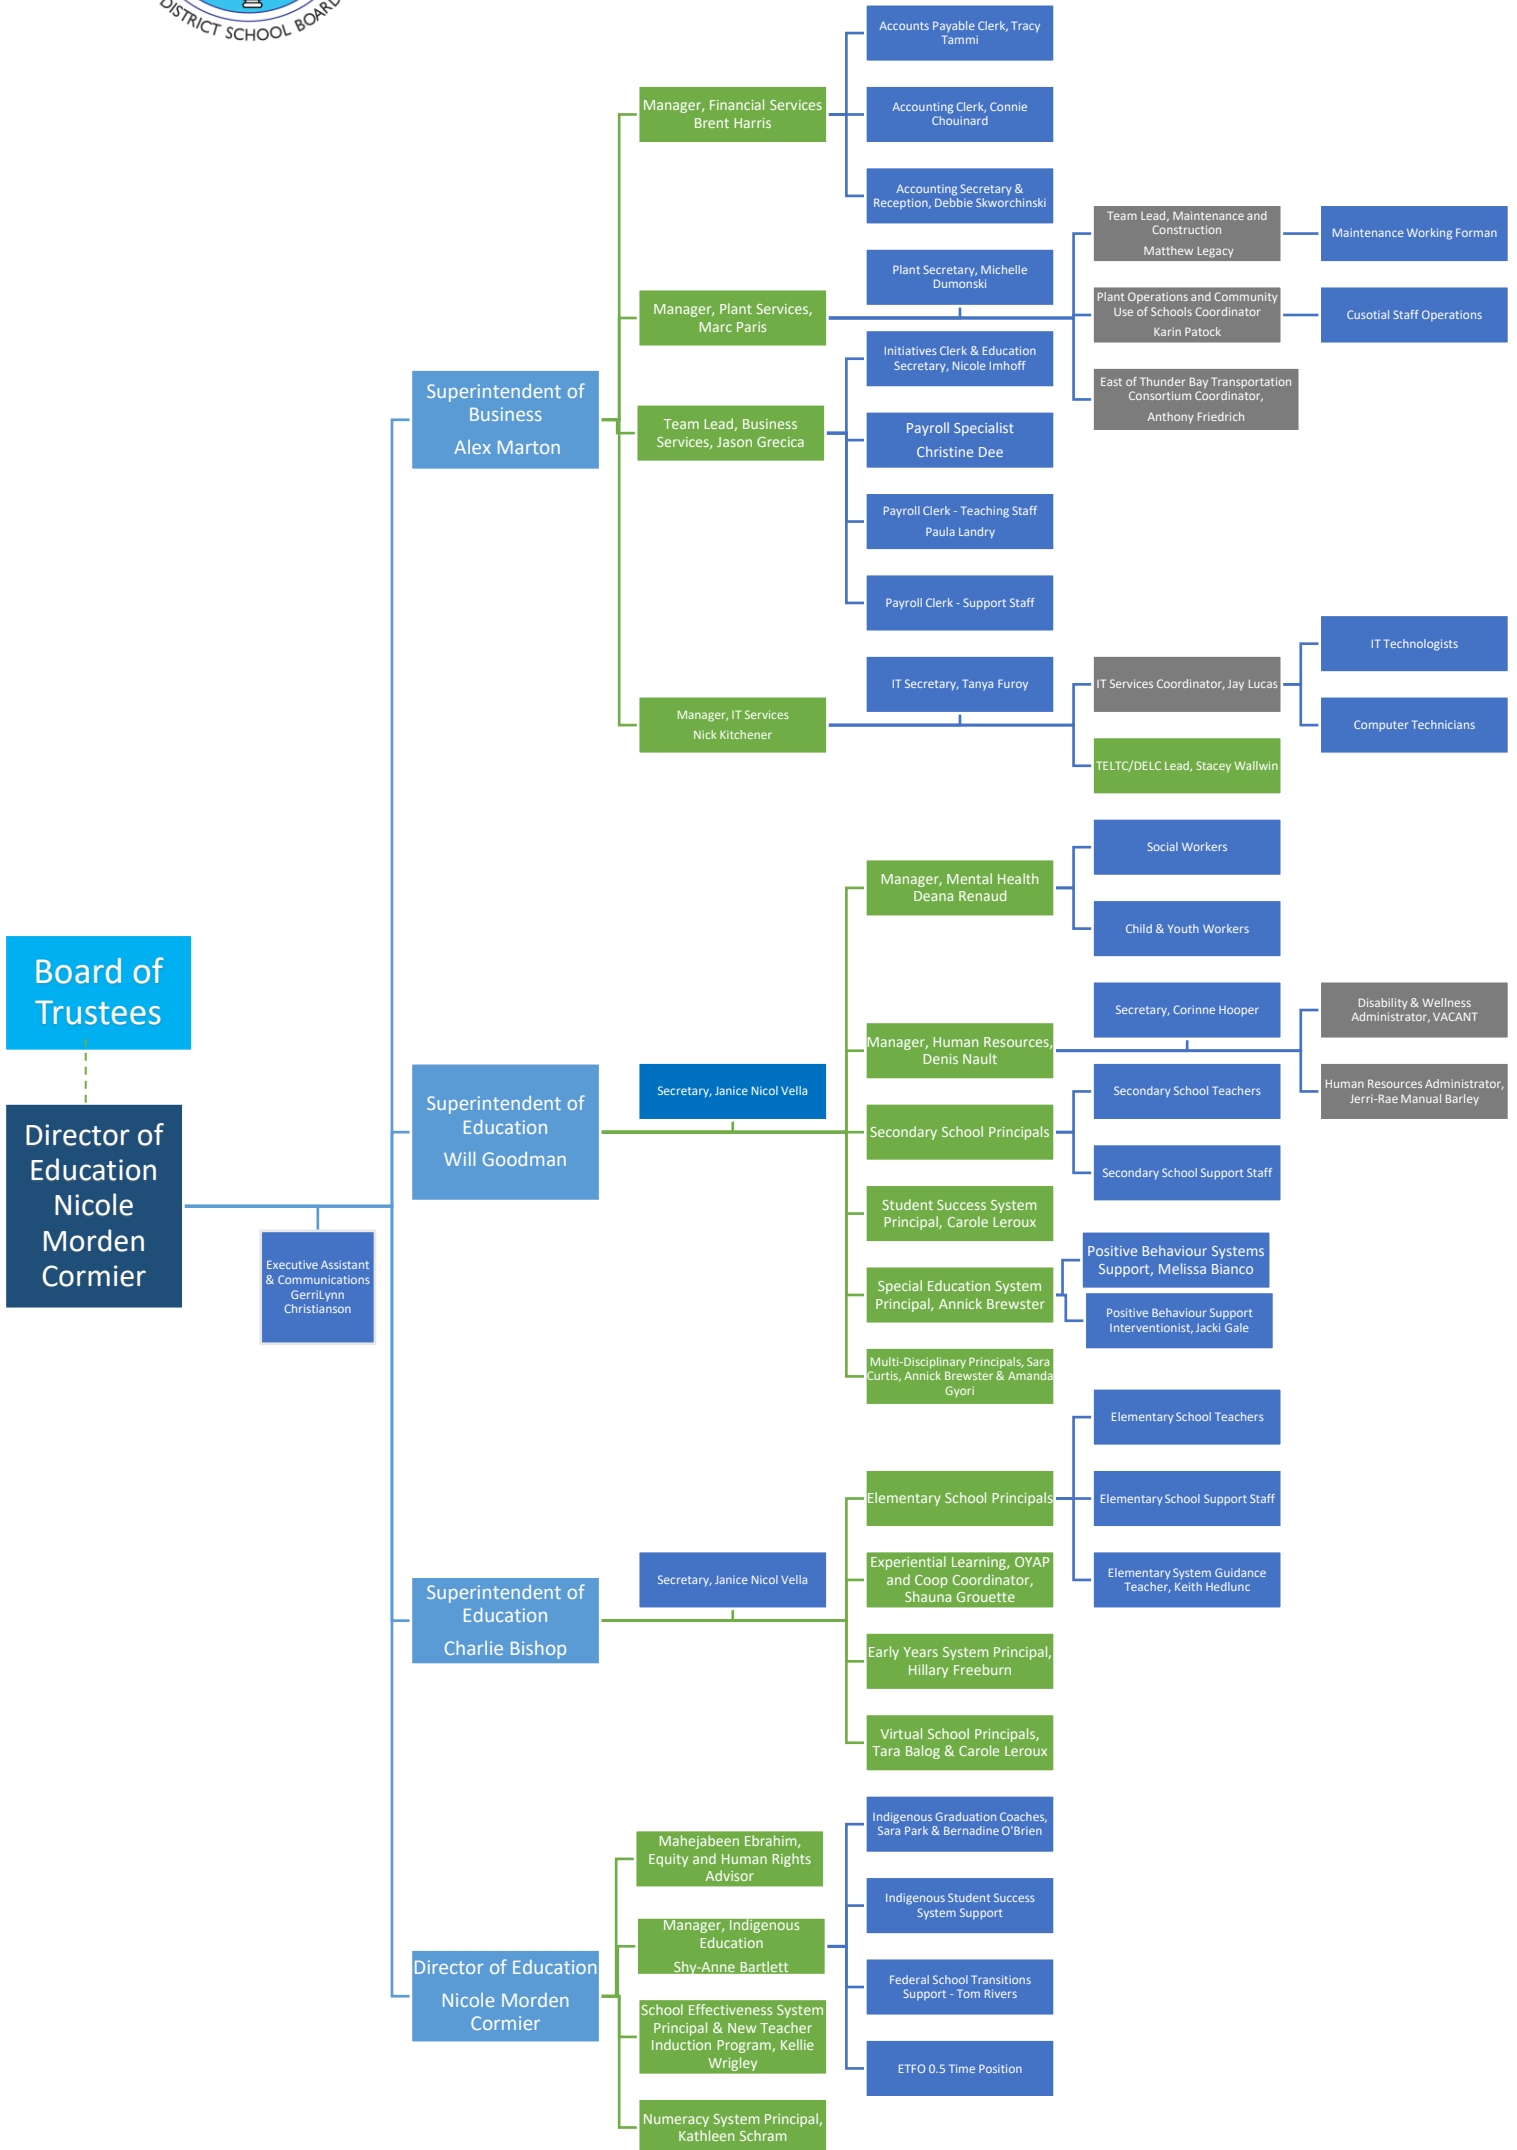 DISTRICT SCHOOL BOARD
Accounts Payable Clerk, Tracy
Tammi
Manager, Financial Services
Brent Harris
Accounting Clerk, Connie
Chouinard
Accounting Secretary &
Reception, Debbie Skworchinski
Team Lead, Maintenance and
Construction
Matthew Legacy
Maintenance Working Forman
Plant Secretary, Michelle
Dumonski
Manager, Plant Services,
Marc Paris
Plant Operations and Community
Use of Schools Coordinator
Karin Patock
Cusotial Staff Operations
Initiatives Clerk & Education
Secretary, Nicole Imhoff
East of Thunder Bay Transportation
Consortium Coordinator,
Anthony Friedrich
Superintendent of
Business
Alex Marton
Team Lead, Business
Services, Jason Grecica
Payroll Specialist
Christine Dee
Payroll Clerk - Teaching Staff
Paula Landry
Payroll Clerk - Support Staff
IT Technologists
IT Secretary, Tanya Furoy
IT Services Coordinator, Jay Lucas
Manager, IT Services
Nick Kitchener
Computer Technicians
TELTC/DELC Lead, Stacey Wallwin
Social Workers
Manager, Mental Health
Deana Renaud
Child & Youth Workers
Board of
Trustees
Secretary, Corinne Hooper
Disability & Wellness
Administrator, VACANT
Manager, Human Resources,
Denis Nault
Human Resources Administrator,
Jerri-Rae Manual Barley
Superintendent of
Education
Will Goodman
Secretary, Janice Nicol Vella
Secondary School Teachers
Secondary School Principals
Secondary School Support Staff
Director of
Education
Nicole
Morden
Cormier
Student Success System
Principal, Carole Leroux
Executive Assistant
& Communications
GerriLynn
Christianson
Positive Behaviour Systems
Support, Melissa Bianco
Special Education System
Principal, Annick Brewster
Positive Behaviour Support
Interventionist, Jacki Gale
Multi-Disciplinary Principals, Sara
Curtis, Annick Brewster & Amanda
Gyori
Elementary School Teachers
Elementary School Principals
Elementary School Support Staff
Experiential Learning, OYAP
and Coop Coordinator,
Shauna Grouette
Elementary System Guidance
Teacher, Keith Hedlunc
Superintendent of
Education
Charlie Bishop
Secretary, Janice Nicol Vella
Early Years System Principal,
Hillary Freeburn
Virtual School Principals,
Tara Balog & Carole Leroux
Indigenous Graduation Coaches,
Sara Park & Bernadine O'Brien
Mahejabeen Ebrahim,
Equity and Human Rights
Advisor
Indigenous Student Success
System Support
Manager, Indigenous
Education
Shy-Anne Bartlett
Director of Education
Nicole Morden
Cormier
Federal School Transitions
Support - Tom Rivers
School Effectiveness System
Principal & New Teacher
Induction Program, Kellie
Wrigley
ETFO 0.5 Time Position
Numeracy System Principal,
Kathleen Schram